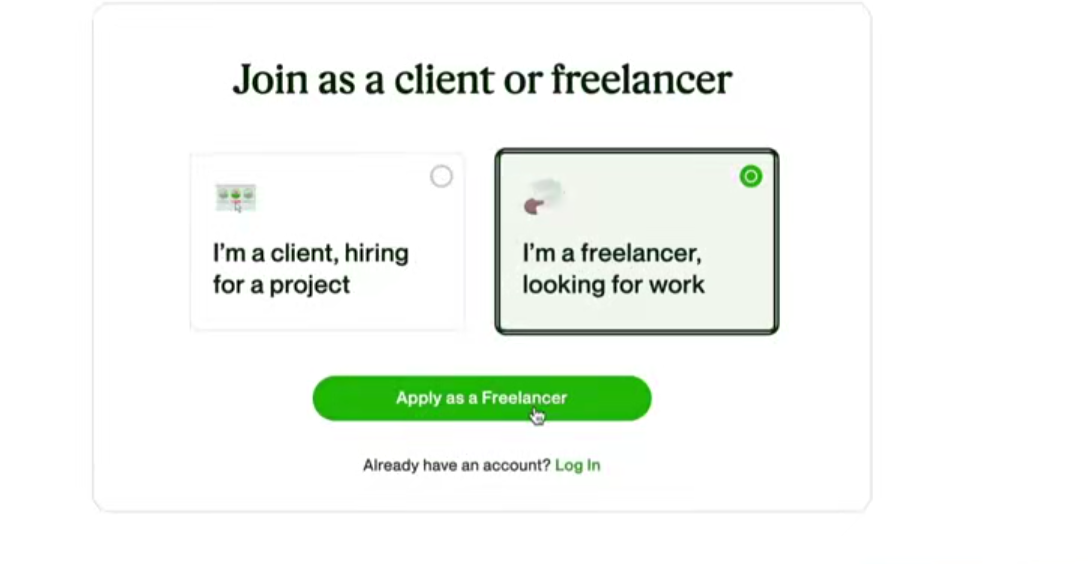 Join as a client or freelancer
I'm a client, hiring
for a project
I'm a freelancer,
looking for work
Apply as a Freelancer
Already have an account? Log In